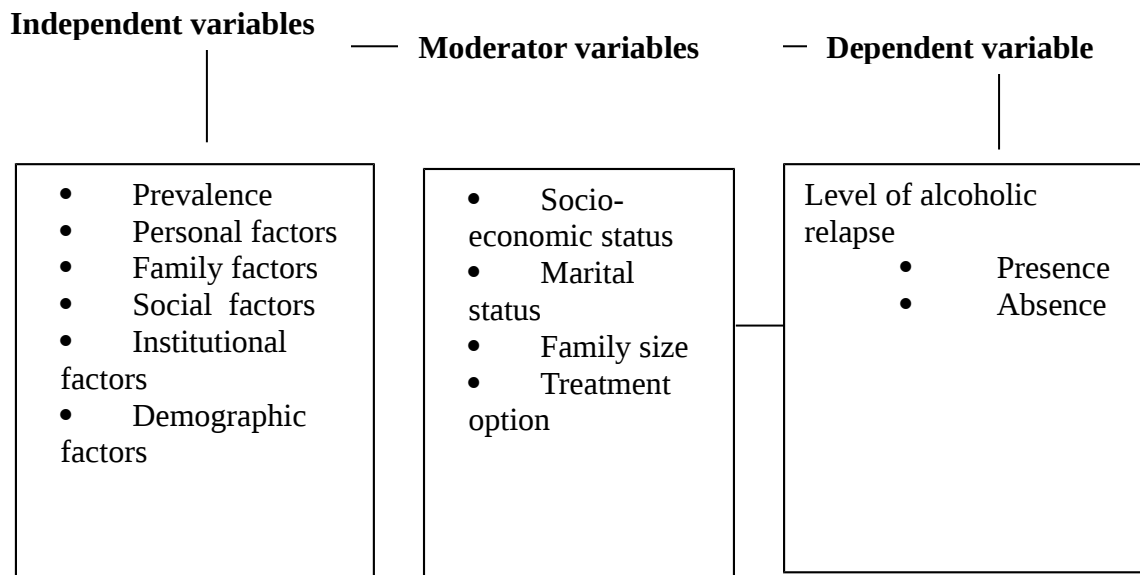 Independent variables
Moderator variables
Dependent variable
• Prevalence
• Personal factors
• Family factors
• Social  factors
• Institutional
factors
• Demographic
factors
• Socio-
economic status
• Marital
status
• Family size
• Treatment
option
Level of alcoholic
relapse
• Presence
• Absence